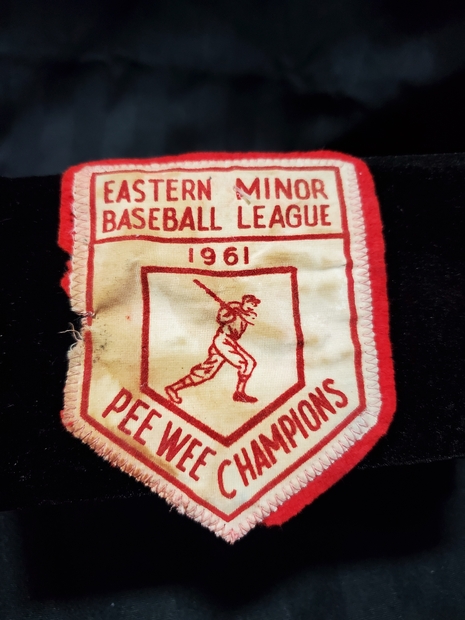 EASTERN MINOR
BASEBALL LEAGUE
1961
PEE WEE CHAMPIONS